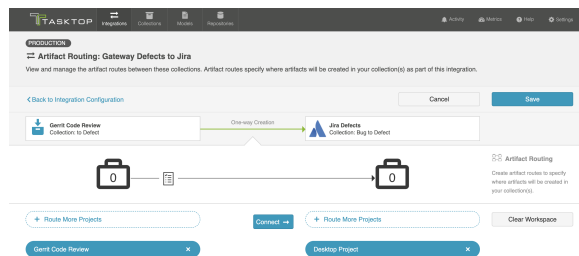 TASKTOP
Integrations
Collections
Models
Repositories
Activity
Metrics
Help
Settings
PRODUCTION
Artifact Routing: Gateway Defects to Jira
View and manage the artifact routes between these collections. Artifact routes specify where artifacts will be created in your collection(s) as part of this integration.
Back to Integration Configuration
Cancel
Save
Gerrit Code Review
Collection: to Defect
One-way Creation
Jira Defects
Collection: Bug to Defect
0
0
Artifact Routing
Create artifact routes to specify
where artifacts will be created in
your collection(s).
+ Route More Projects
Connect →
+ Route More Projects
Clear Workspace
Gerrit Code Review ×
Desktop Project ×